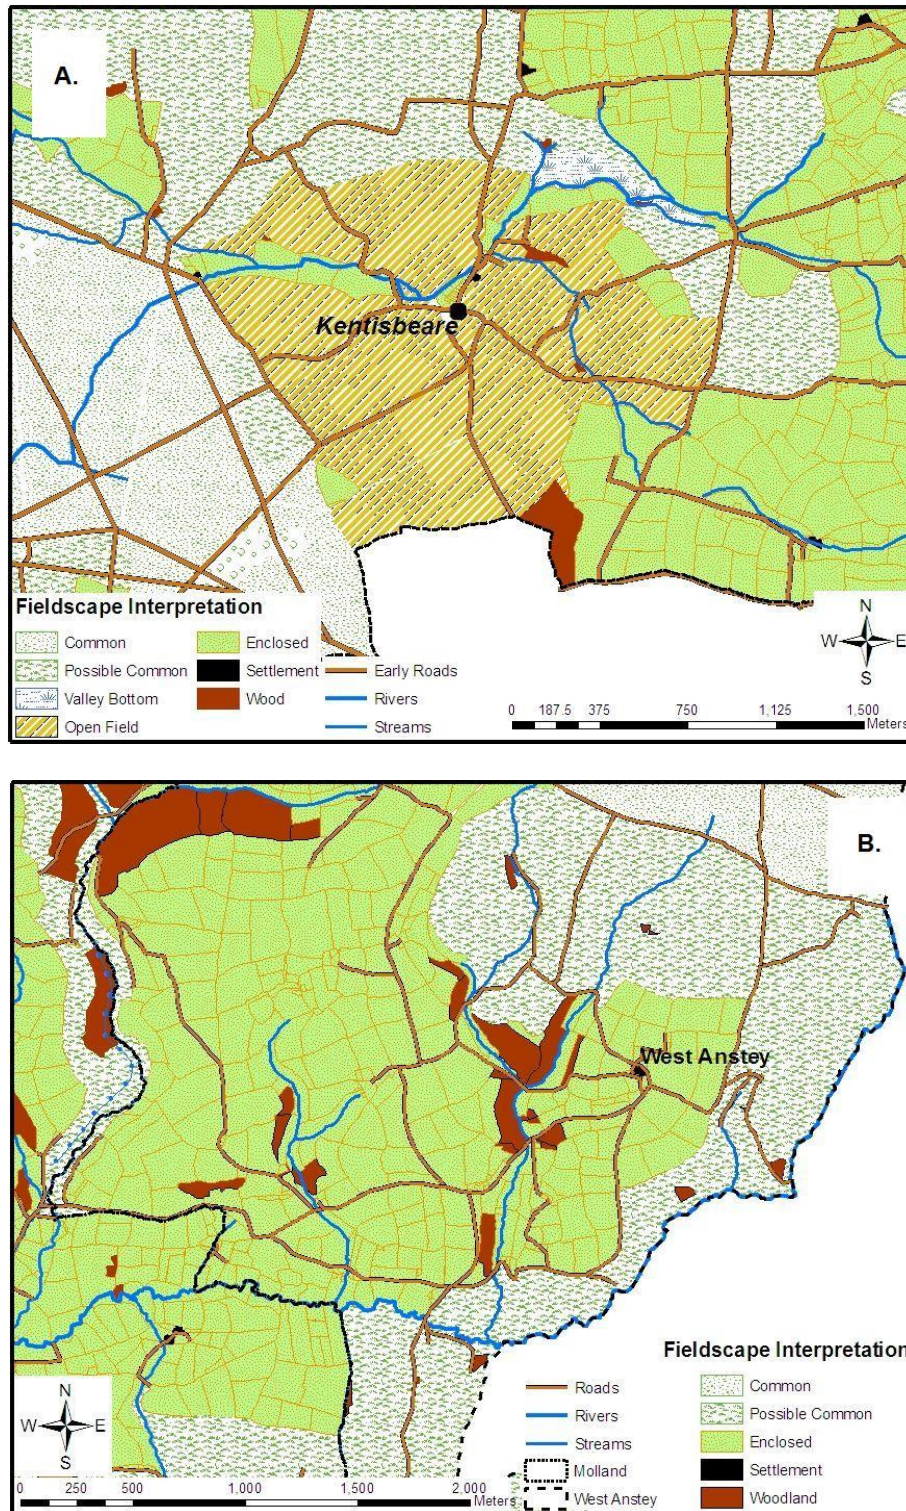 A.
Kentisbeare
Fieldscape Interpretation
Common
Possible Common
Valley Bottom
Open Field
Enclosed
Settlement
Wood
Early Roads
Rivers
Streams
N
W E
S
0 187.5 375 750 1,125 1,500
Meters
B.
West Anstey
Fieldscape Interpretation
Roads
Rivers
Streams
Molland
West Anstey
Common
Possible Common
Enclosed
Settlement
Woodland
N
W E
S
0 250 500 1,000 1,500 2,000
Meters